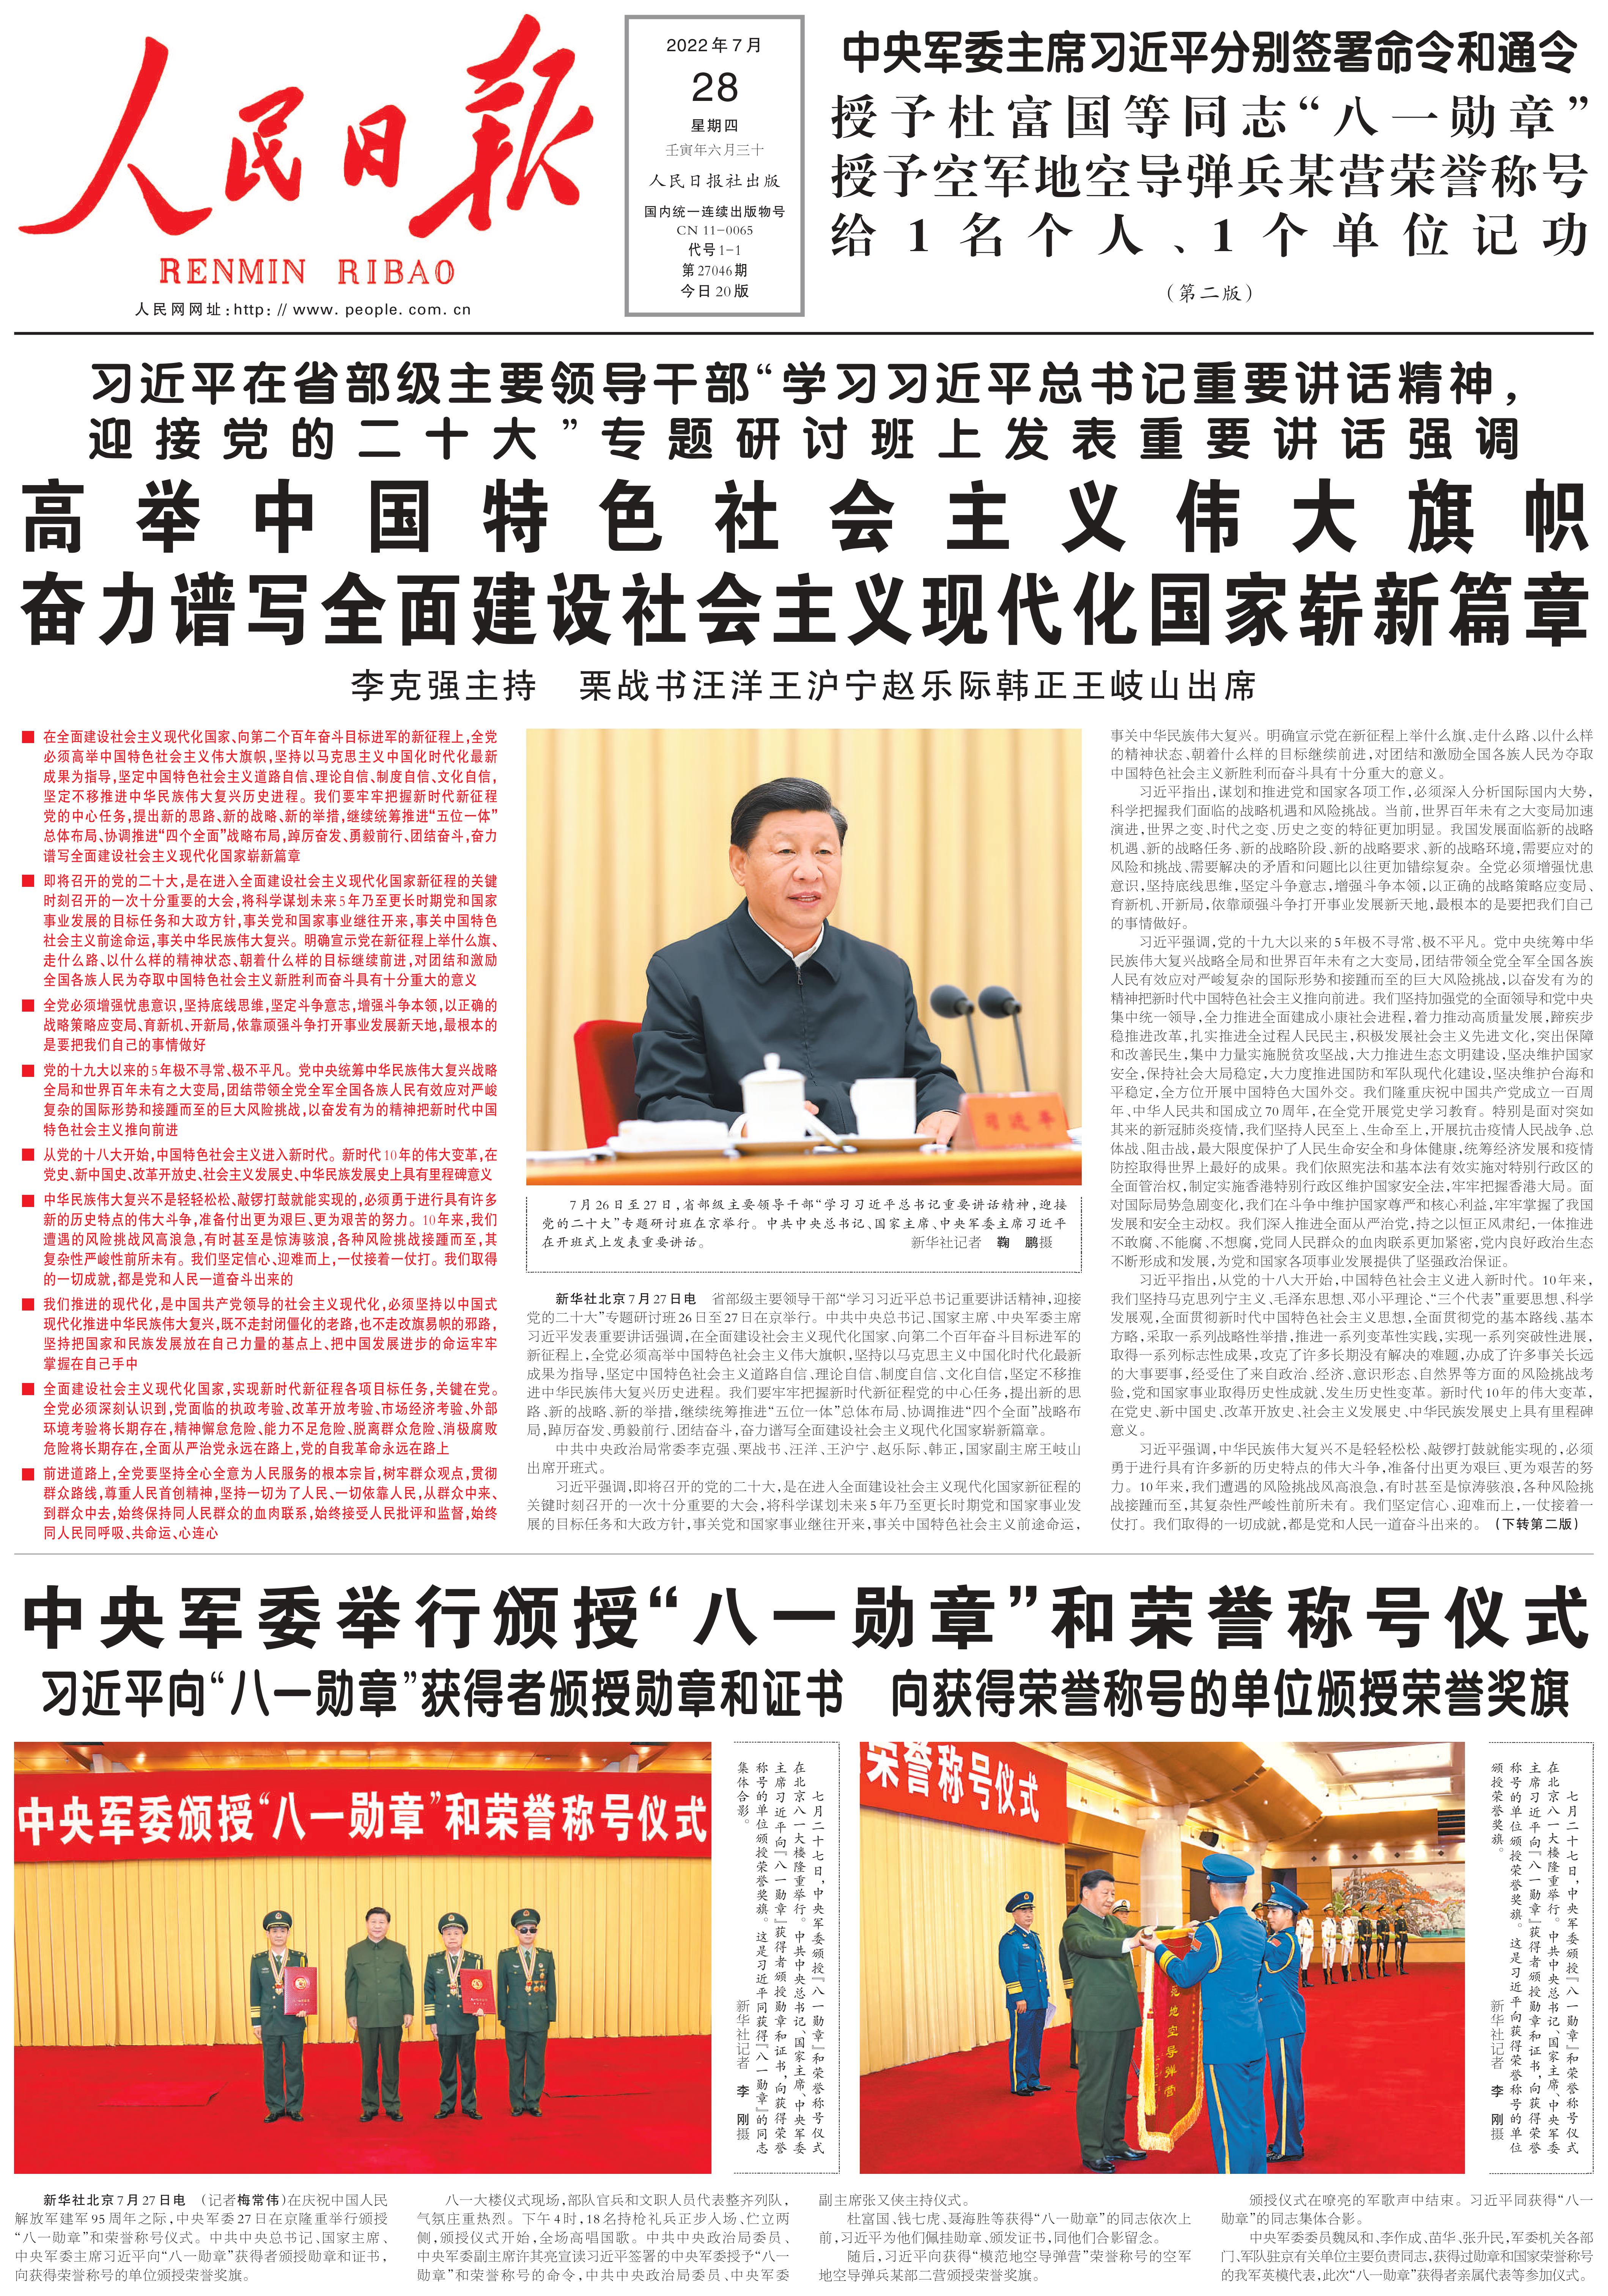 人民日报
RENMIN RIBAO
人民网网址:http://www.people.com.cn
2022年7月
28
星期四
壬寅年六月三十
人民日报社出版
国内统一连续出版物号
CN 11-0065
代号1-1
第27046期
今日20版
中央军委主席习近平分别签署命令和通令
授予杜富国等同志“八一勋章”
授予空军地空导弹兵某营荣誉称号
给1名个人、1个单位记功
(第二版)
习近平在省部级主要领导干部“学习习近平总书记重要讲话精神,
迎接党的二十大”专题研讨班上发表重要讲话强调
高举中国特色社会主义伟大旗帜
奋力谱写全面建设社会主义现代化国家崭新篇章
李克强主持 栗战书汪洋王沪宁赵乐际韩正王岐山出席
■ 在全面建设社会主义现代化国家、向第二个百年奋斗目标进军的新征程上,全党
必须高举中国特色社会主义伟大旗帜,坚持以马克思主义中国化时代化最新
成果为指导,坚定中国特色社会主义道路自信、理论自信、制度自信、文化自信,
坚定不移推进中华民族伟大复兴历史进程。我们要牢牢把握新时代新征程
党的中心任务,提出新的思路、新的战略、新的举措,继续统筹推进“五位一体”
总体布局、协调推进“四个全面”战略布局,踔厉奋发、勇毅前行、团结奋斗,奋力
谱写全面建设社会主义现代化国家崭新篇章
■ 即将召开的党的二十大,是在进入全面建设社会主义现代化国家新征程的关键
时刻召开的一次十分重要的大会,将科学谋划未来5年乃至更长时期党和国家
事业发展的目标任务和大政方针,事关党和国家事业继往开来,事关中国特色
社会主义前途命运,事关中华民族伟大复兴。明确宣示党在新征程上举什么旗、
走什么路、以什么样的精神状态、朝着什么样的目标继续前进,对团结和激励
全国各族人民为夺取中国特色社会主义新胜利而奋斗具有十分重大的意义
■ 全党必须增强忧患意识,坚持底线思维,坚定斗争意志,增强斗争本领,以正确的
战略策略应变局、育新机、开新局,依靠顽强斗争打开事业发展新天地,最根本的
是要把我们自己的事情做好
■ 党的十九大以来的5年极不寻常、极不平凡。党中央统筹中华民族伟大复兴战略
全局和世界百年未有之大变局,团结带领全党全军全国各族人民有效应对严峻
复杂的国际形势和接踵而至的巨大风险挑战,以奋发有为的精神把新时代中国
特色社会主义推向前进
■ 从党的十八大开始,中国特色社会主义进入新时代。新时代10年的伟大变革,在
党史、新中国史、改革开放史、社会主义发展史、中华民族发展史上具有里程碑意义
■ 中华民族伟大复兴不是轻轻松松、敲锣打鼓就能实现的,必须勇于进行具有许多
新的历史特点的伟大斗争,准备付出更为艰巨、更为艰苦的努力。10年来,我们
遭遇的风险挑战风高浪急,有时甚至是惊涛骇浪,各种风险挑战接踵而至,其
复杂性严峻性前所未有。我们坚定信心、迎难而上,一仗接着一仗打。我们取得
的一切成就,都是党和人民一道奋斗出来的
■ 我们推进的现代化,是中国共产党领导的社会主义现代化,必须坚持以中国式
现代化推进中华民族伟大复兴,既不走封闭僵化的老路,也不走改旗易帜的邪路,
坚持把国家和民族发展放在自己力量的基点上、把中国发展进步的命运牢牢
掌握在自己手中
■ 全面建设社会主义现代化国家,实现新时代新征程各项目标任务,关键在党。
全党必须深刻认识到,党面临的执政考验、改革开放考验、市场经济考验、外部
环境考验将长期存在,精神懈怠危险、能力不足危险、脱离群众危险、消极腐败
危险将长期存在,全面从严治党永远在路上,党的自我革命永远在路上
■ 前进道路上,全党要坚持全心全意为人民服务的根本宗旨,树牢群众观点,贯彻
群众路线,尊重人民首创精神,坚持一切为了人民、一切依靠人民,从群众中来、
到群众中去,始终保持同人民群众的血肉联系,始终接受人民批评和监督,始终
同人民同呼吸、共命运、心连心
习近平
7月26日至27日,省部级主要领导干部“学习习近平总书记重要讲话精神,迎接
党的二十大”专题研讨班在京举行。中共中央总书记、国家主席、中央军委主席习近平
在开班式上发表重要讲话。 新华社记者 鞠 鹏摄
新华社北京7月27日电 省部级主要领导干部“学习习近平总书记重要讲话精神,迎接
党的二十大”专题研讨班26日至27日在京举行。中共中央总书记、国家主席、中央军委主席
习近平发表重要讲话强调,在全面建设社会主义现代化国家、向第二个百年奋斗目标进军的
新征程上,全党必须高举中国特色社会主义伟大旗帜,坚持以马克思主义中国化时代化最新
成果为指导,坚定中国特色社会主义道路自信、理论自信、制度自信、文化自信,坚定不移推
进中华民族伟大复兴历史进程。我们要牢牢把握新时代新征程党的中心任务,提出新的思
路、新的战略、新的举措,继续统筹推进“五位一体”总体布局、协调推进“四个全面”战略布
局,踔厉奋发、勇毅前行、团结奋斗,奋力谱写全面建设社会主义现代化国家崭新篇章。
中共中央政治局常委李克强、栗战书、汪洋、王沪宁、赵乐际、韩正,国家副主席王岐山
出席开班式。
习近平强调,即将召开的党的二十大,是在进入全面建设社会主义现代化国家新征程的
关键时刻召开的一次十分重要的大会,将科学谋划未来5年乃至更长时期党和国家事业发
展的目标任务和大政方针,事关党和国家事业继往开来,事关中国特色社会主义前途命运,
事关中华民族伟大复兴。明确宣示党在新征程上举什么旗、走什么路、以什么样
的精神状态、朝着什么样的目标继续前进,对团结和激励全国各族人民为夺取
中国特色社会主义新胜利而奋斗具有十分重大的意义。
习近平指出,谋划和推进党和国家各项工作,必须深入分析国际国内大势,
科学把握我们面临的战略机遇和风险挑战。当前,世界百年未有之大变局加速
演进,世界之变、时代之变、历史之变的特征更加明显。我国发展面临新的战略
机遇、新的战略任务、新的战略阶段、新的战略要求、新的战略环境,需要应对的
风险和挑战、需要解决的矛盾和问题比以往更加错综复杂。全党必须增强忧患
意识,坚持底线思维,坚定斗争意志,增强斗争本领,以正确的战略策略应变局、
育新机、开新局,依靠顽强斗争打开事业发展新天地,最根本的是要把我们自己
的事情做好。
习近平强调,党的十九大以来的5年极不寻常、极不平凡。党中央统筹中华
民族伟大复兴战略全局和世界百年未有之大变局,团结带领全党全军全国各族
人民有效应对严峻复杂的国际形势和接踵而至的巨大风险挑战,以奋发有为的
精神把新时代中国特色社会主义推向前进。我们坚持加强党的全面领导和党中央
集中统一领导,全力推进全面建成小康社会进程,着力推动高质量发展,蹄疾步
稳推进改革,扎实推进全过程人民民主,积极发展社会主义先进文化,突出保障
和改善民生,集中力量实施脱贫攻坚战,大力推进生态文明建设,坚决维护国家
安全,保持社会大局稳定,大力度推进国防和军队现代化建设,坚决维护台海和
平稳定,全方位开展中国特色大国外交。我们隆重庆祝中国共产党成立一百周
年、中华人民共和国成立70周年,在全党开展党史学习教育。特别是面对突如
其来的新冠肺炎疫情,我们坚持人民至上、生命至上,开展抗击疫情人民战争、总
体战、阻击战,最大限度保护了人民生命安全和身体健康,统筹经济发展和疫情
防控取得世界上最好的成果。我们依照宪法和基本法有效实施对特别行政区的
全面管治权,制定实施香港特别行政区维护国家安全法,牢牢把握香港大局。面
对国际局势急剧变化,我们在斗争中维护国家尊严和核心利益,牢牢掌握了我国
发展和安全主动权。我们深入推进全面从严治党,持之以恒正风肃纪,一体推进
不敢腐、不能腐、不想腐,党同人民群众的血肉联系更加紧密,党内良好政治生态
不断形成和发展,为党和国家各项事业发展提供了坚强政治保证。
习近平指出,从党的十八大开始,中国特色社会主义进入新时代。10年来,
我们坚持马克思列宁主义、毛泽东思想、邓小平理论、“三个代表”重要思想、科学
发展观,全面贯彻新时代中国特色社会主义思想,全面贯彻党的基本路线、基本
方略,采取一系列战略性举措,推进一系列变革性实践,实现一系列突破性进展,
取得一系列标志性成果,攻克了许多长期没有解决的难题,办成了许多事关长远
的大事要事,经受住了来自政治、经济、意识形态、自然界等方面的风险挑战考
验,党和国家事业取得历史性成就、发生历史性变革。新时代10年的伟大变革,
在党史、新中国史、改革开放史、社会主义发展史、中华民族发展史上具有里程碑
意义。
习近平强调,中华民族伟大复兴不是轻轻松松、敲锣打鼓就能实现的,必须
勇于进行具有许多新的历史特点的伟大斗争,准备付出更为艰巨、更为艰苦的努
力。10年来,我们遭遇的风险挑战风高浪急,有时甚至是惊涛骇浪,各种风险挑
战接踵而至,其复杂性严峻性前所未有。我们坚定信心、迎难而上,一仗接着一
仗打。我们取得的一切成就,都是党和人民一道奋斗出来的。(下转第二版)
中央军委举行颁授“八一勋章”和荣誉称号仪式
习近平向“八一勋章”获得者颁授勋章和证书 向获得荣誉称号的单位颁授荣誉奖旗
中央军委颁授“八一勋章”和荣誉称号仪式
七月二十七日,中央军委颁授『八一勋章』和荣誉称号仪式
在北京八一大楼隆重举行。中共中央总书记、国家主席、中央军委
主席习近平向『八一勋章』获得者颁授勋章和证书,向获得荣誉
称号的单位颁授荣誉奖旗。这是习近平同获得『八一勋章』的同志
集体合影。
新华社记者 李 刚摄
荣誉称号仪式
地空导弹营
七月二十七日,中央军委颁授『八一勋章』和荣誉称号仪式
在北京八一大楼隆重举行。中共中央总书记、国家主席、中央军委
主席习近平向『八一勋章』获得者颁授勋章和证书,向获得荣誉
称号的单位颁授荣誉奖旗。这是习近平向获得荣誉称号的单位
颁授荣誉奖旗。
新华社记者 李 刚摄
新华社北京7月27日电 (记者梅常伟)在庆祝中国人民
解放军建军95周年之际,中央军委27日在京隆重举行颁授
“八一勋章”和荣誉称号仪式。中共中央总书记、国家主席、
中央军委主席习近平向“八一勋章”获得者颁授勋章和证书,
向获得荣誉称号的单位颁授荣誉奖旗。
八一大楼仪式现场,部队官兵和文职人员代表整齐列队,
气氛庄重热烈。下午4时,18名持枪礼兵正步入场、伫立两
侧,颁授仪式开始,全场高唱国歌。中共中央政治局委员、
中央军委副主席许其亮宣读习近平签署的中央军委授予“八一
勋章”和荣誉称号的命令,中共中央政治局委员、中央军委
副主席张又侠主持仪式。
杜富国、钱七虎、聂海胜等获得“八一勋章”的同志依次上
前,习近平为他们佩挂勋章、颁发证书,同他们合影留念。
随后,习近平向获得“模范地空导弹营”荣誉称号的空军
地空导弹兵某部二营颁授荣誉奖旗。
颁授仪式在嘹亮的军歌声中结束。习近平同获得“八一
勋章”的同志集体合影。
中央军委委员魏凤和、李作成、苗华、张升民,军委机关各部
门、军队驻京有关单位主要负责同志,获得过勋章和国家荣誉称号
的我军英模代表,此次“八一勋章”获得者亲属代表等参加仪式。